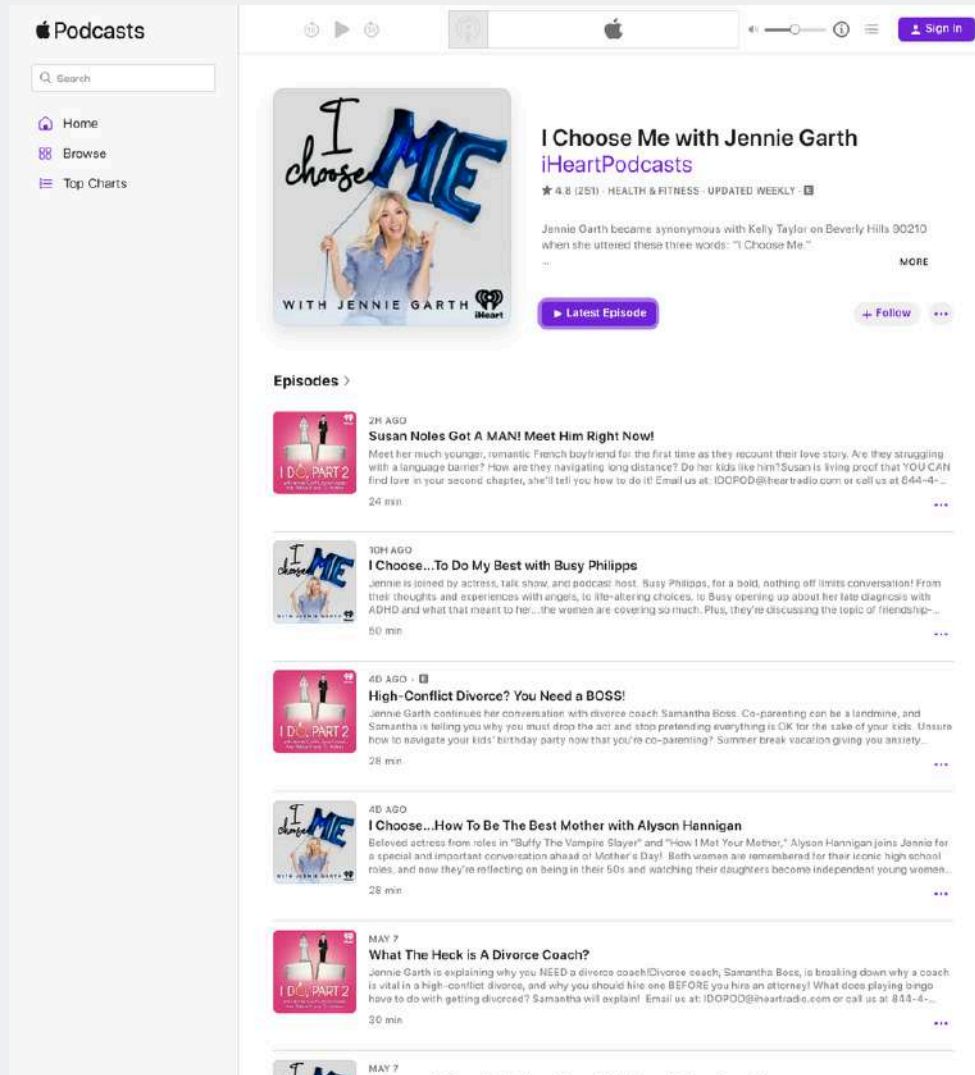 Podcasts
Sign In
Search
Home
Browse
Top Charts
I choose ME
WITH JENNIE GARTH
iHeart
I Choose Me with Jennie Garth
iHeartPodcasts
★ 4.8 (251) · HEALTH & FITNESS · UPDATED WEEKLY · E
Jennie Garth became synonymous with Kelly Taylor on Beverly Hills 90210
when she uttered these three words: "I Choose Me."
...
MORE
Latest Episode
+ Follow
Episodes
I DO, PART 2
2H AGO
Susan Noles Got A MAN! Meet Him Right Now!
Meet her much younger, romantic French boyfriend for the first time as they recount their love story. Are they struggling
with a language barrier? How are they navigating long distance? Do her kids like him?Susan is living proof that YOU CAN
find love in your second chapter, she'll tell you how to do it! Email us at: IDOPOD@iheartradio.com or call us at 844-4-...
24 min
I choose ME
WITH JENNIE GARTH
10H AGO
I Choose...To Do My Best with Busy Philipps
Jennie is joined by actress, talk show, and podcast host, Busy Philipps, for a bold, nothing off limits conversation! From
their thoughts and experiences with angels, to life-altering choices, to Busy opening up about her late diagnosis with
ADHD and what that meant to her...the women are covering so much. Plus, they're discussing the topic of friendship-...
50 min
I DO, PART 2
4D AGO · E
High-Conflict Divorce? You Need a BOSS!
Jennie Garth continues her conversation with divorce coach Samantha Boss. Co-parenting can be a landmine, and
Samantha is telling you why you must drop the act and stop pretending everything is OK for the sake of your kids. Unsure
how to navigate your kids' birthday party now that you're co-parenting? Summer break vacation giving you anxiety...
28 min
I choose ME
WITH JENNIE GARTH
4D AGO
I Choose...How To Be The Best Mother with Alyson Hannigan
Beloved actress from roles in "Buffy The Vampire Slayer" and "How I Met Your Mother," Alyson Hannigan joins Jennie for
a special and important conversation ahead of Mother's Day! Both women are remembered for their iconic high school
roles, and now they're reflecting on being in their 50s and watching their daughters become independent young women...
28 min
I DO, PART 2
MAY 7
What The Heck is A Divorce Coach?
Jennie Garth is explaining why you NEED a divorce coach!Divorce coach, Samantha Boss, is breaking down why a coach
is vital in a high-conflict divorce, and why you should hire one BEFORE you hire an attorney! What does playing bingo
have to do with getting divorced? Samantha will explain! Email us at: IDOPOD@iheartradio.com or call us at 844-4-...
30 min
MAY 7